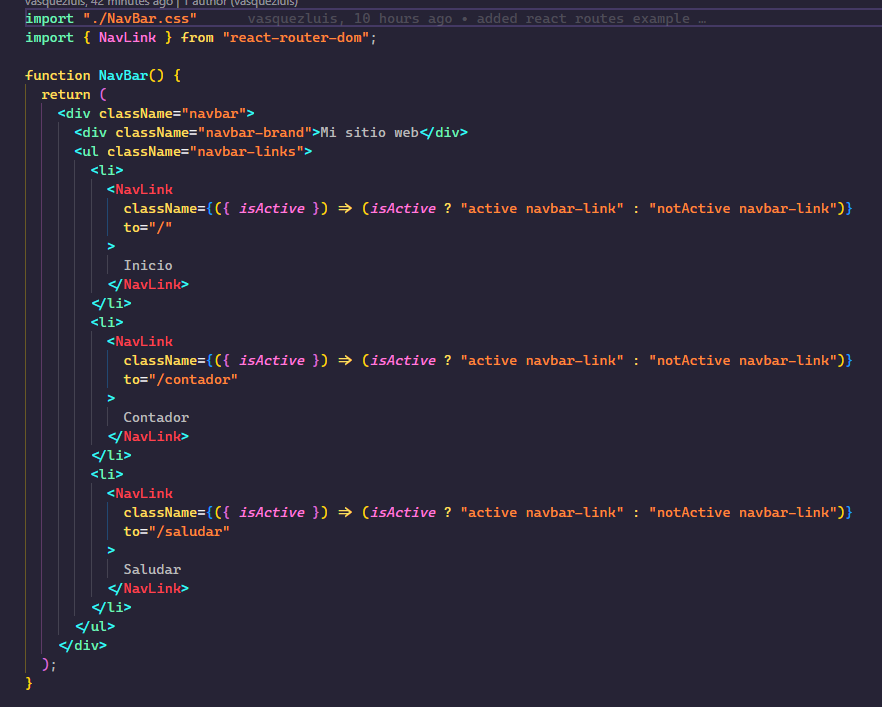 vasquezluis, 42 minutes ago | 1 author (vasquezluis)
import "./NavBar.css" vasquezluis, 10 hours ago • added react routes example …
import { NavLink } from "react-router-dom";
function NavBar() {
return (
<div className="navbar">
<div className="navbar-brand">Mi sitio web</div>
<ul className="navbar-links">
<li>
<NavLink
className={({ isActive }) => (isActive ? "active navbar-link" : "notActive navbar-link")}
to="/"
>
Inicio
</NavLink>
</li>
<li>
<NavLink
className={({ isActive }) => (isActive ? "active navbar-link" : "notActive navbar-link")}
to="/contador"
>
Contador
</NavLink>
</li>
<li>
<NavLink
className={({ isActive }) => (isActive ? "active navbar-link" : "notActive navbar-link")}
to="/saludar"
>
Saludar
</NavLink>
</li>
</ul>
</div>
);
}